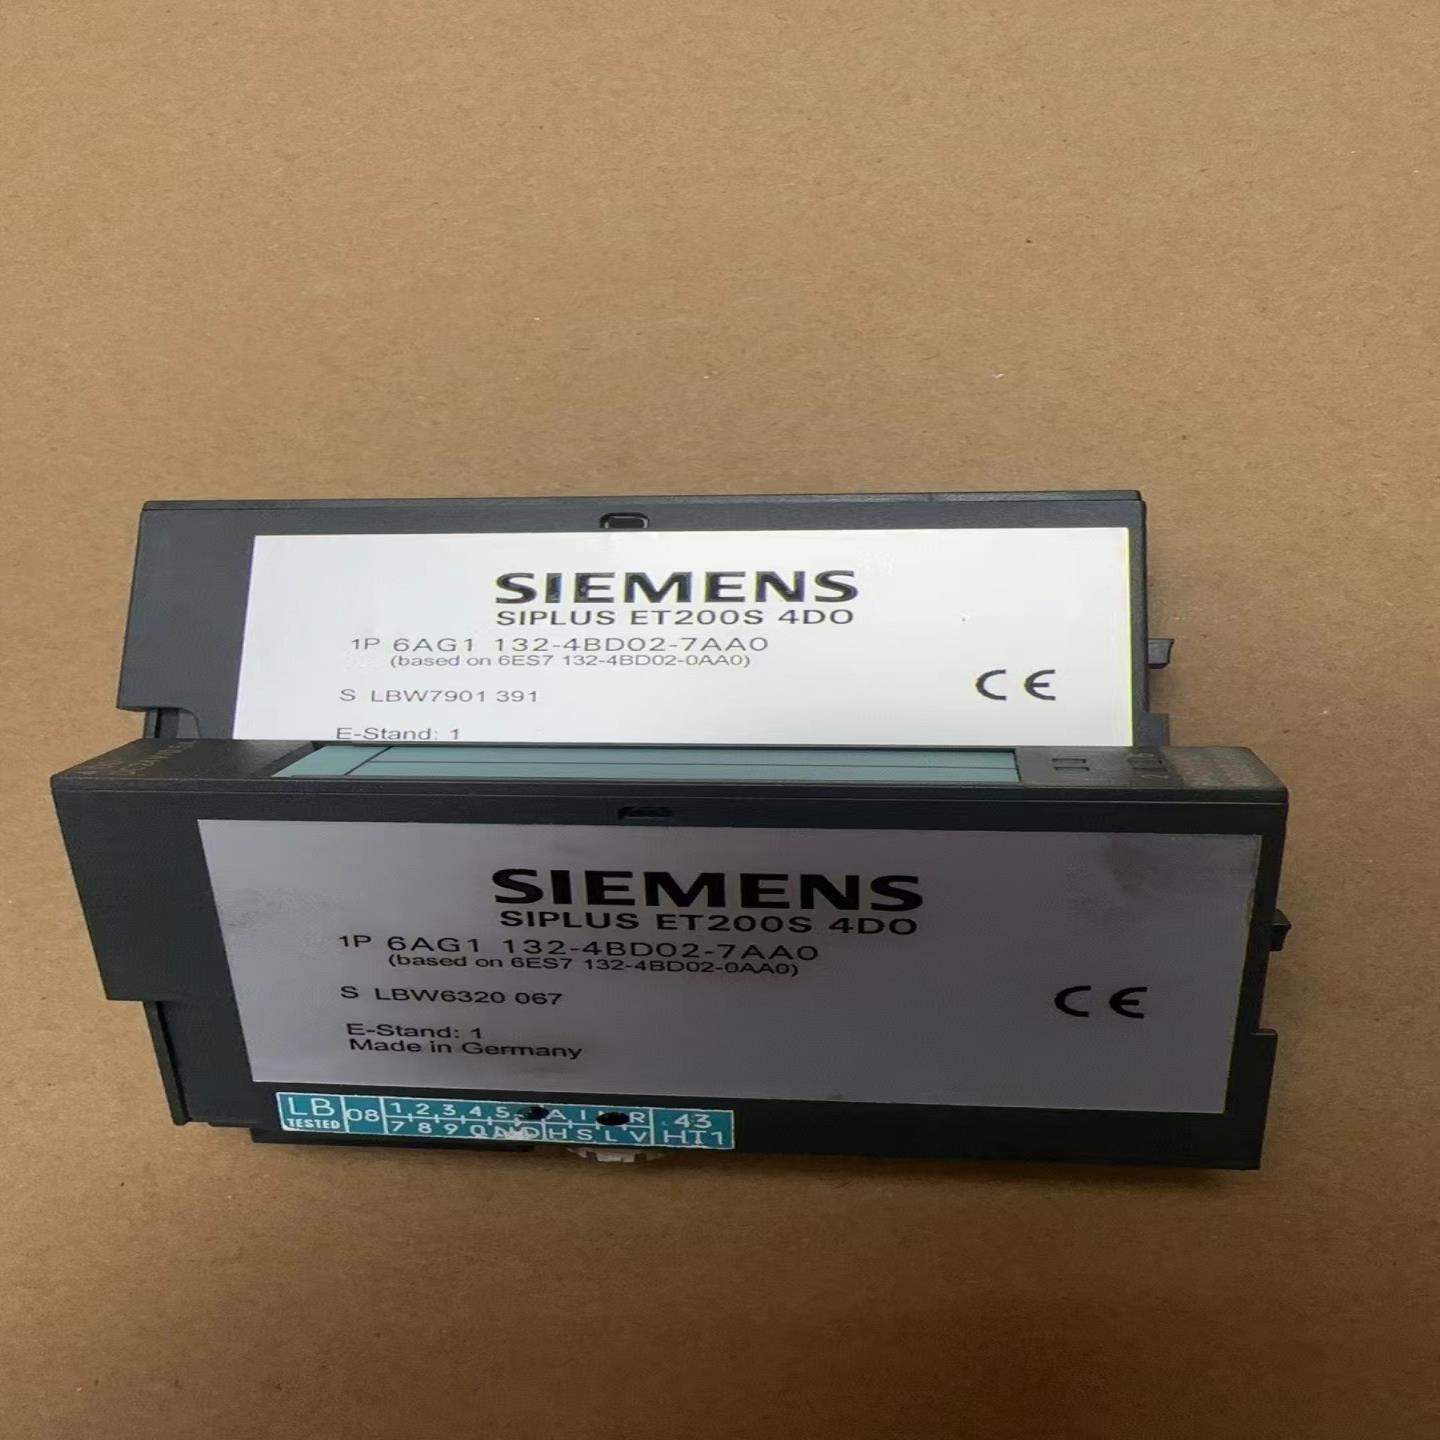 SIEMENS
SIPLUS ET200S 4DO
1P 6AG1 132-4BD02-7AA0
(based on 6ES7 132-4BD02-0AA0)
S LBW7901 391
CE
E-Stand: 1
SIEMENS
SIPLUS ET200S 4DO
1P 6AG1 132-4BD02-7AA0
(based on 6ES7 132-4BD02-0AA0)
S LBW6320 067
CE
E-Stand: 1
Made in Germany
LB 08 1 2 3 4 5 A I R 43
TESTED 7 8 9 H S L V HT1